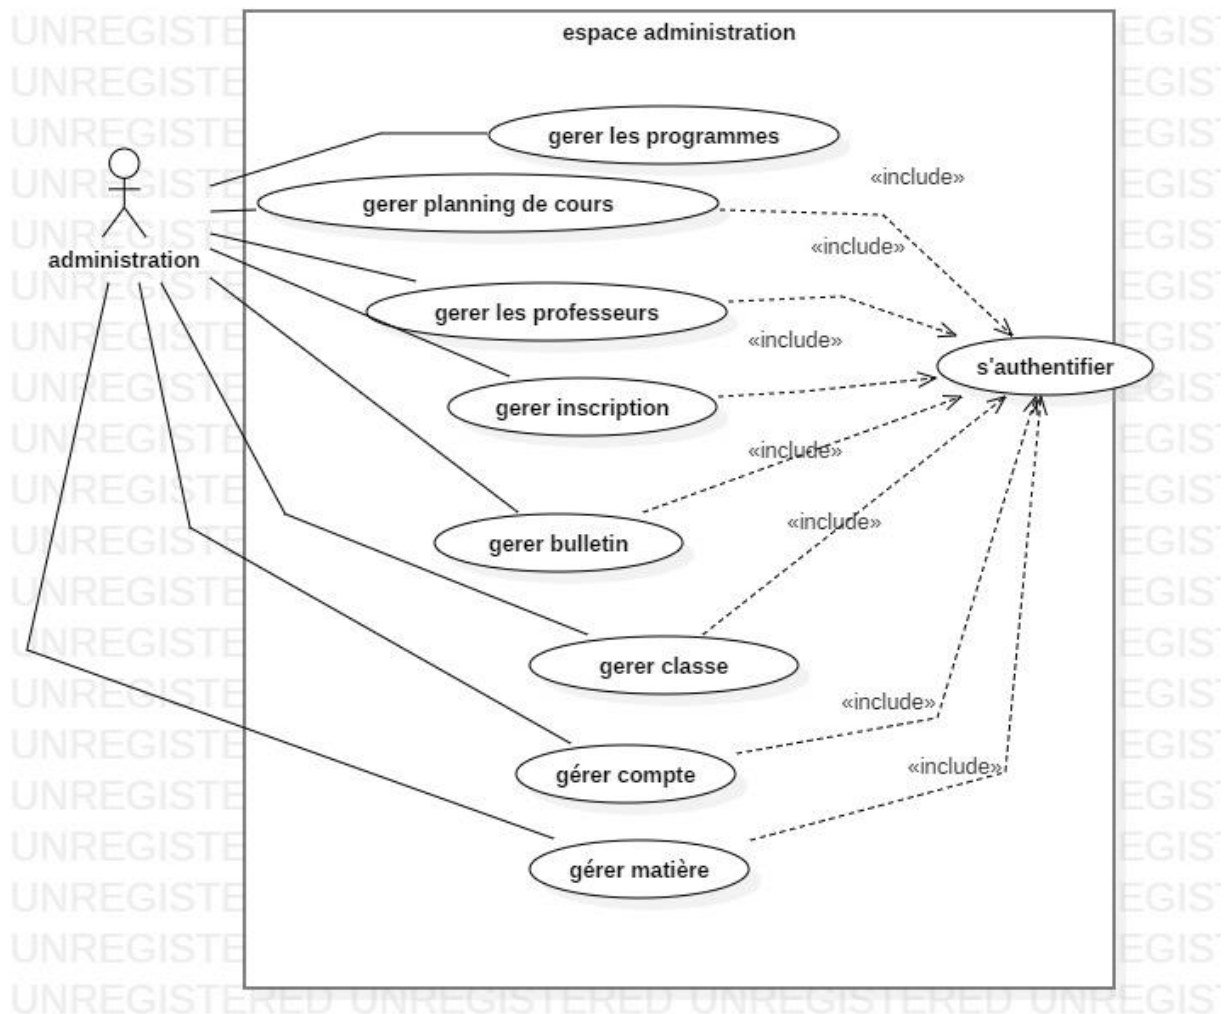 espace administration
gerer les programmes
«include»
gerer planning de cours
«include»
administration
gerer les professeurs
«include»
s'authentifier
gerer inscription
«include»
«include»
gerer bulletin
gerer classe
«include»
«include»
gérer compte
gérer matière
UNREGISTERED UNREGISTERED UNREGISTERED UNREGIS